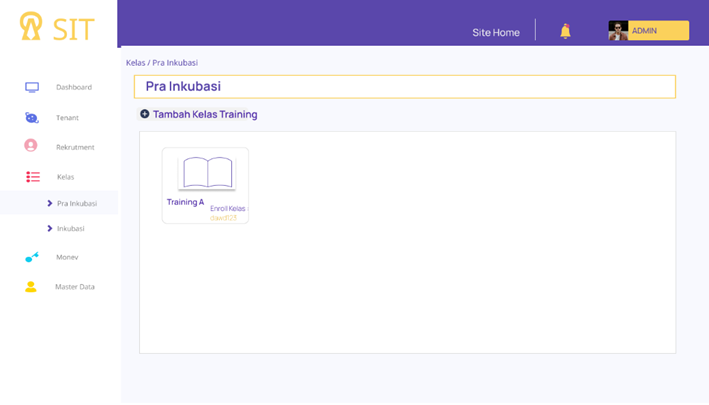 SIT
Site Home
ADMIN
Kelas / Pra Inkubasi
Pra Inkubasi
Tambah Kelas Training
Dashboard
Tenant
Rekrutment
Kelas
Pra Inkubasi
Inkubasi
Monev
Master Data
Training A
Enroll Kelas :